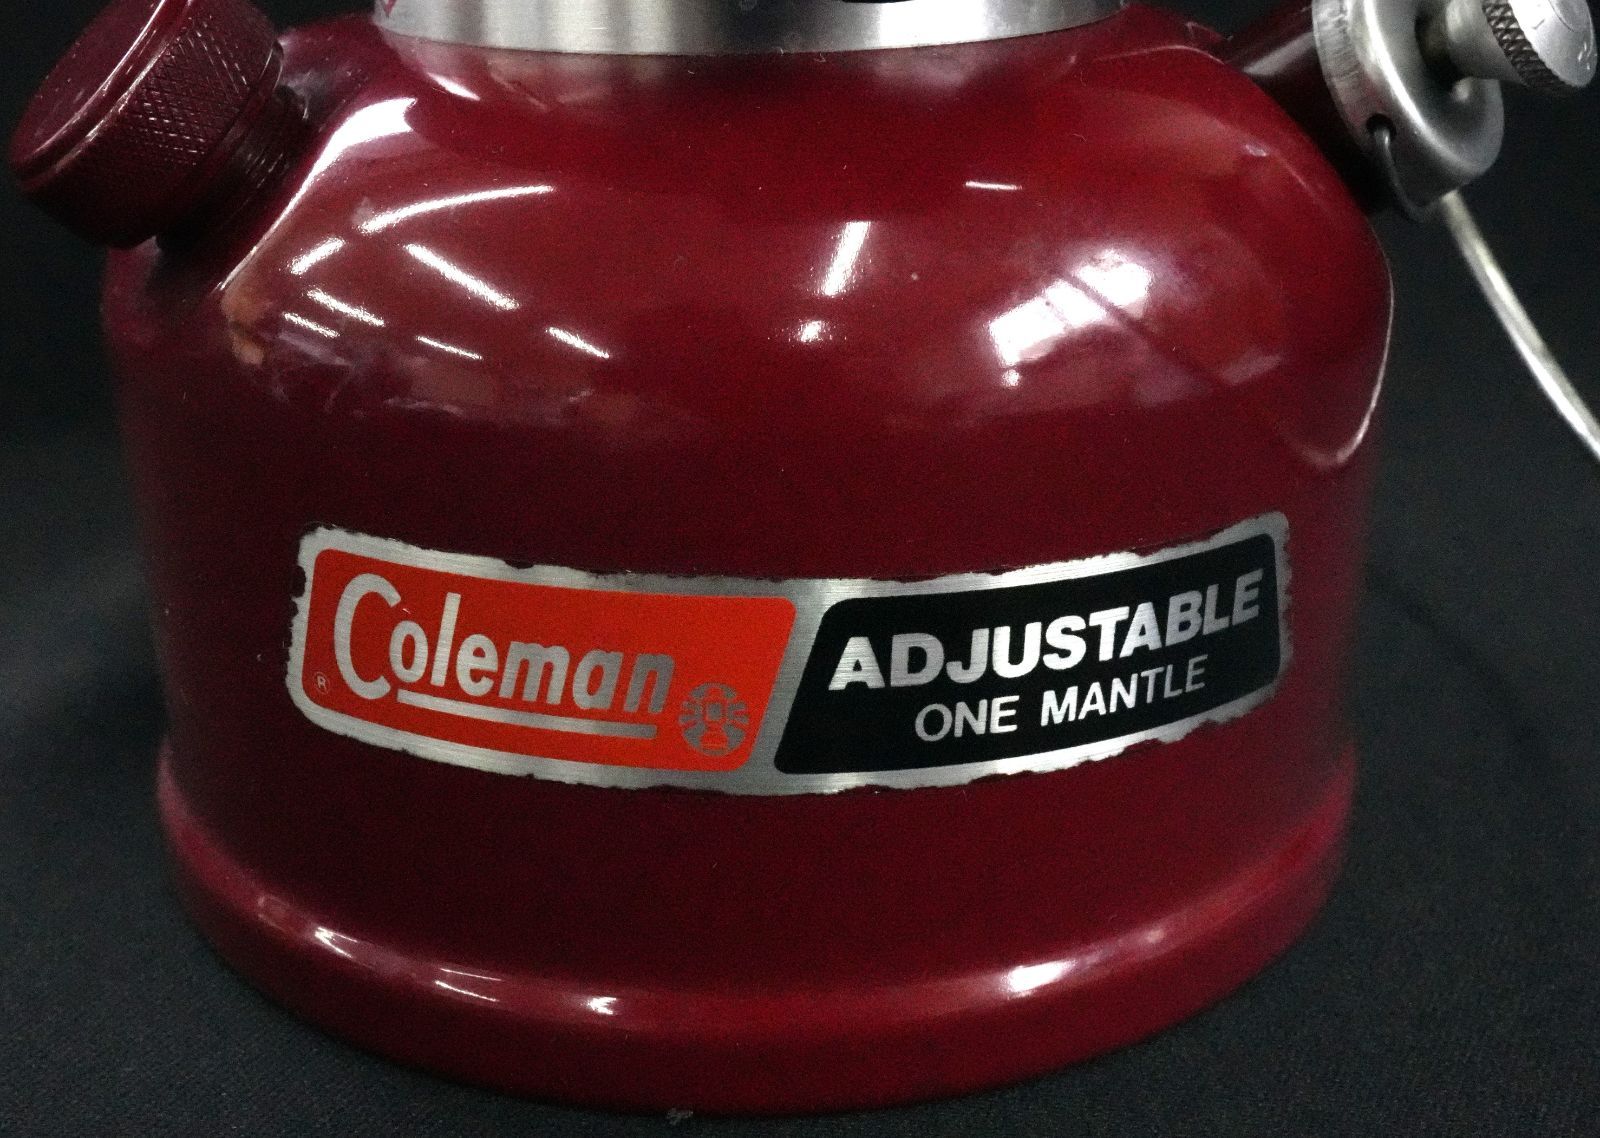 Coleman
®
ADJUSTABLE
ONE MANTLE